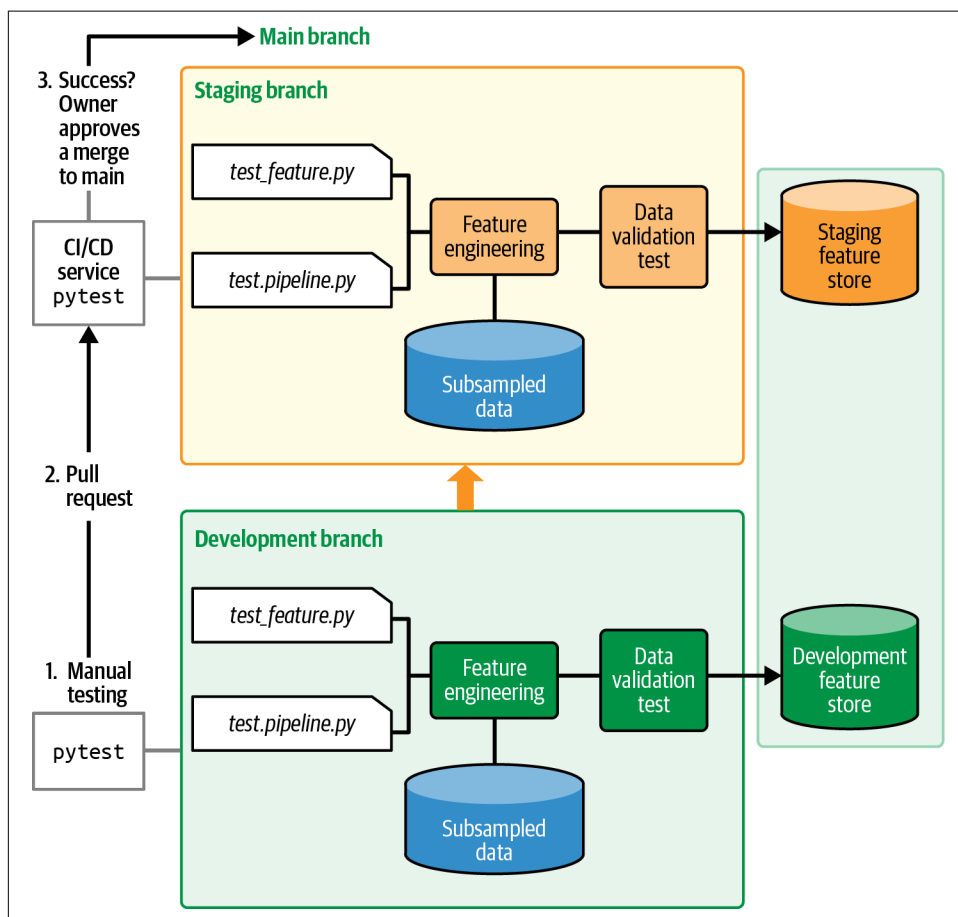 Main branch
3. Success?
Owner
approves
a merge
to main
Staging branch
test_feature.py
test.pipeline.py
Feature
engineering
Data
validation
test
Staging
feature
store
CI/CD
service
pytest
Subsampled
data
2. Pull
request
Development branch
test_feature.py
test.pipeline.py
Feature
engineering
Data
validation
test
Development
feature
store
1. Manual
testing
pytest
Subsampled
data